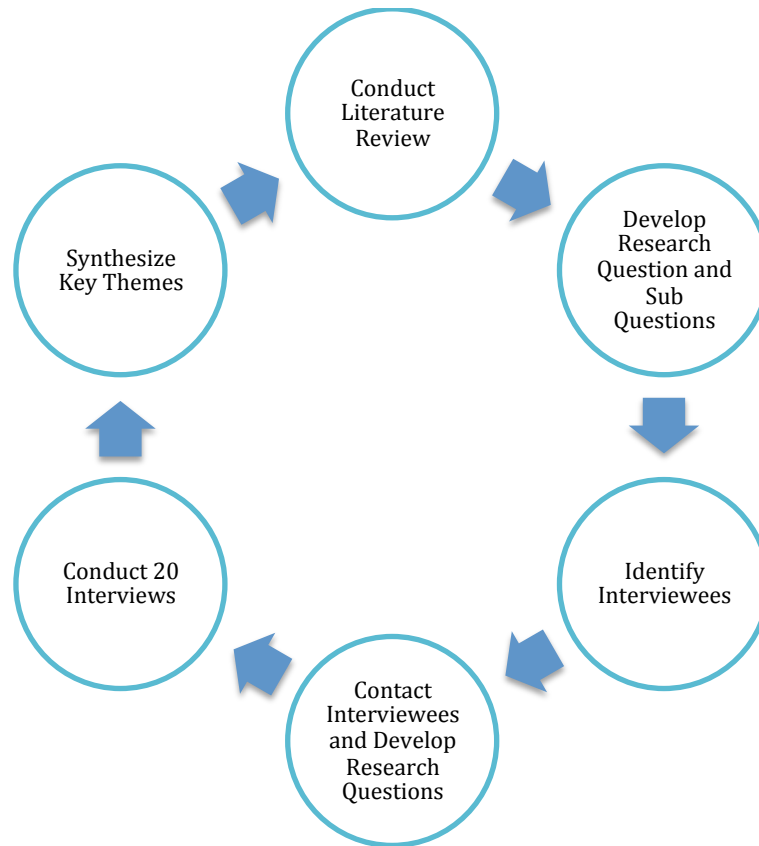 Conduct
Literature
Review
Develop
Research
Question and
Sub
Questions
Identify
Interviewees
Contact
Interviewees
and Develop
Research
Questions
Conduct 20
Interviews
Synthesize
Key Themes